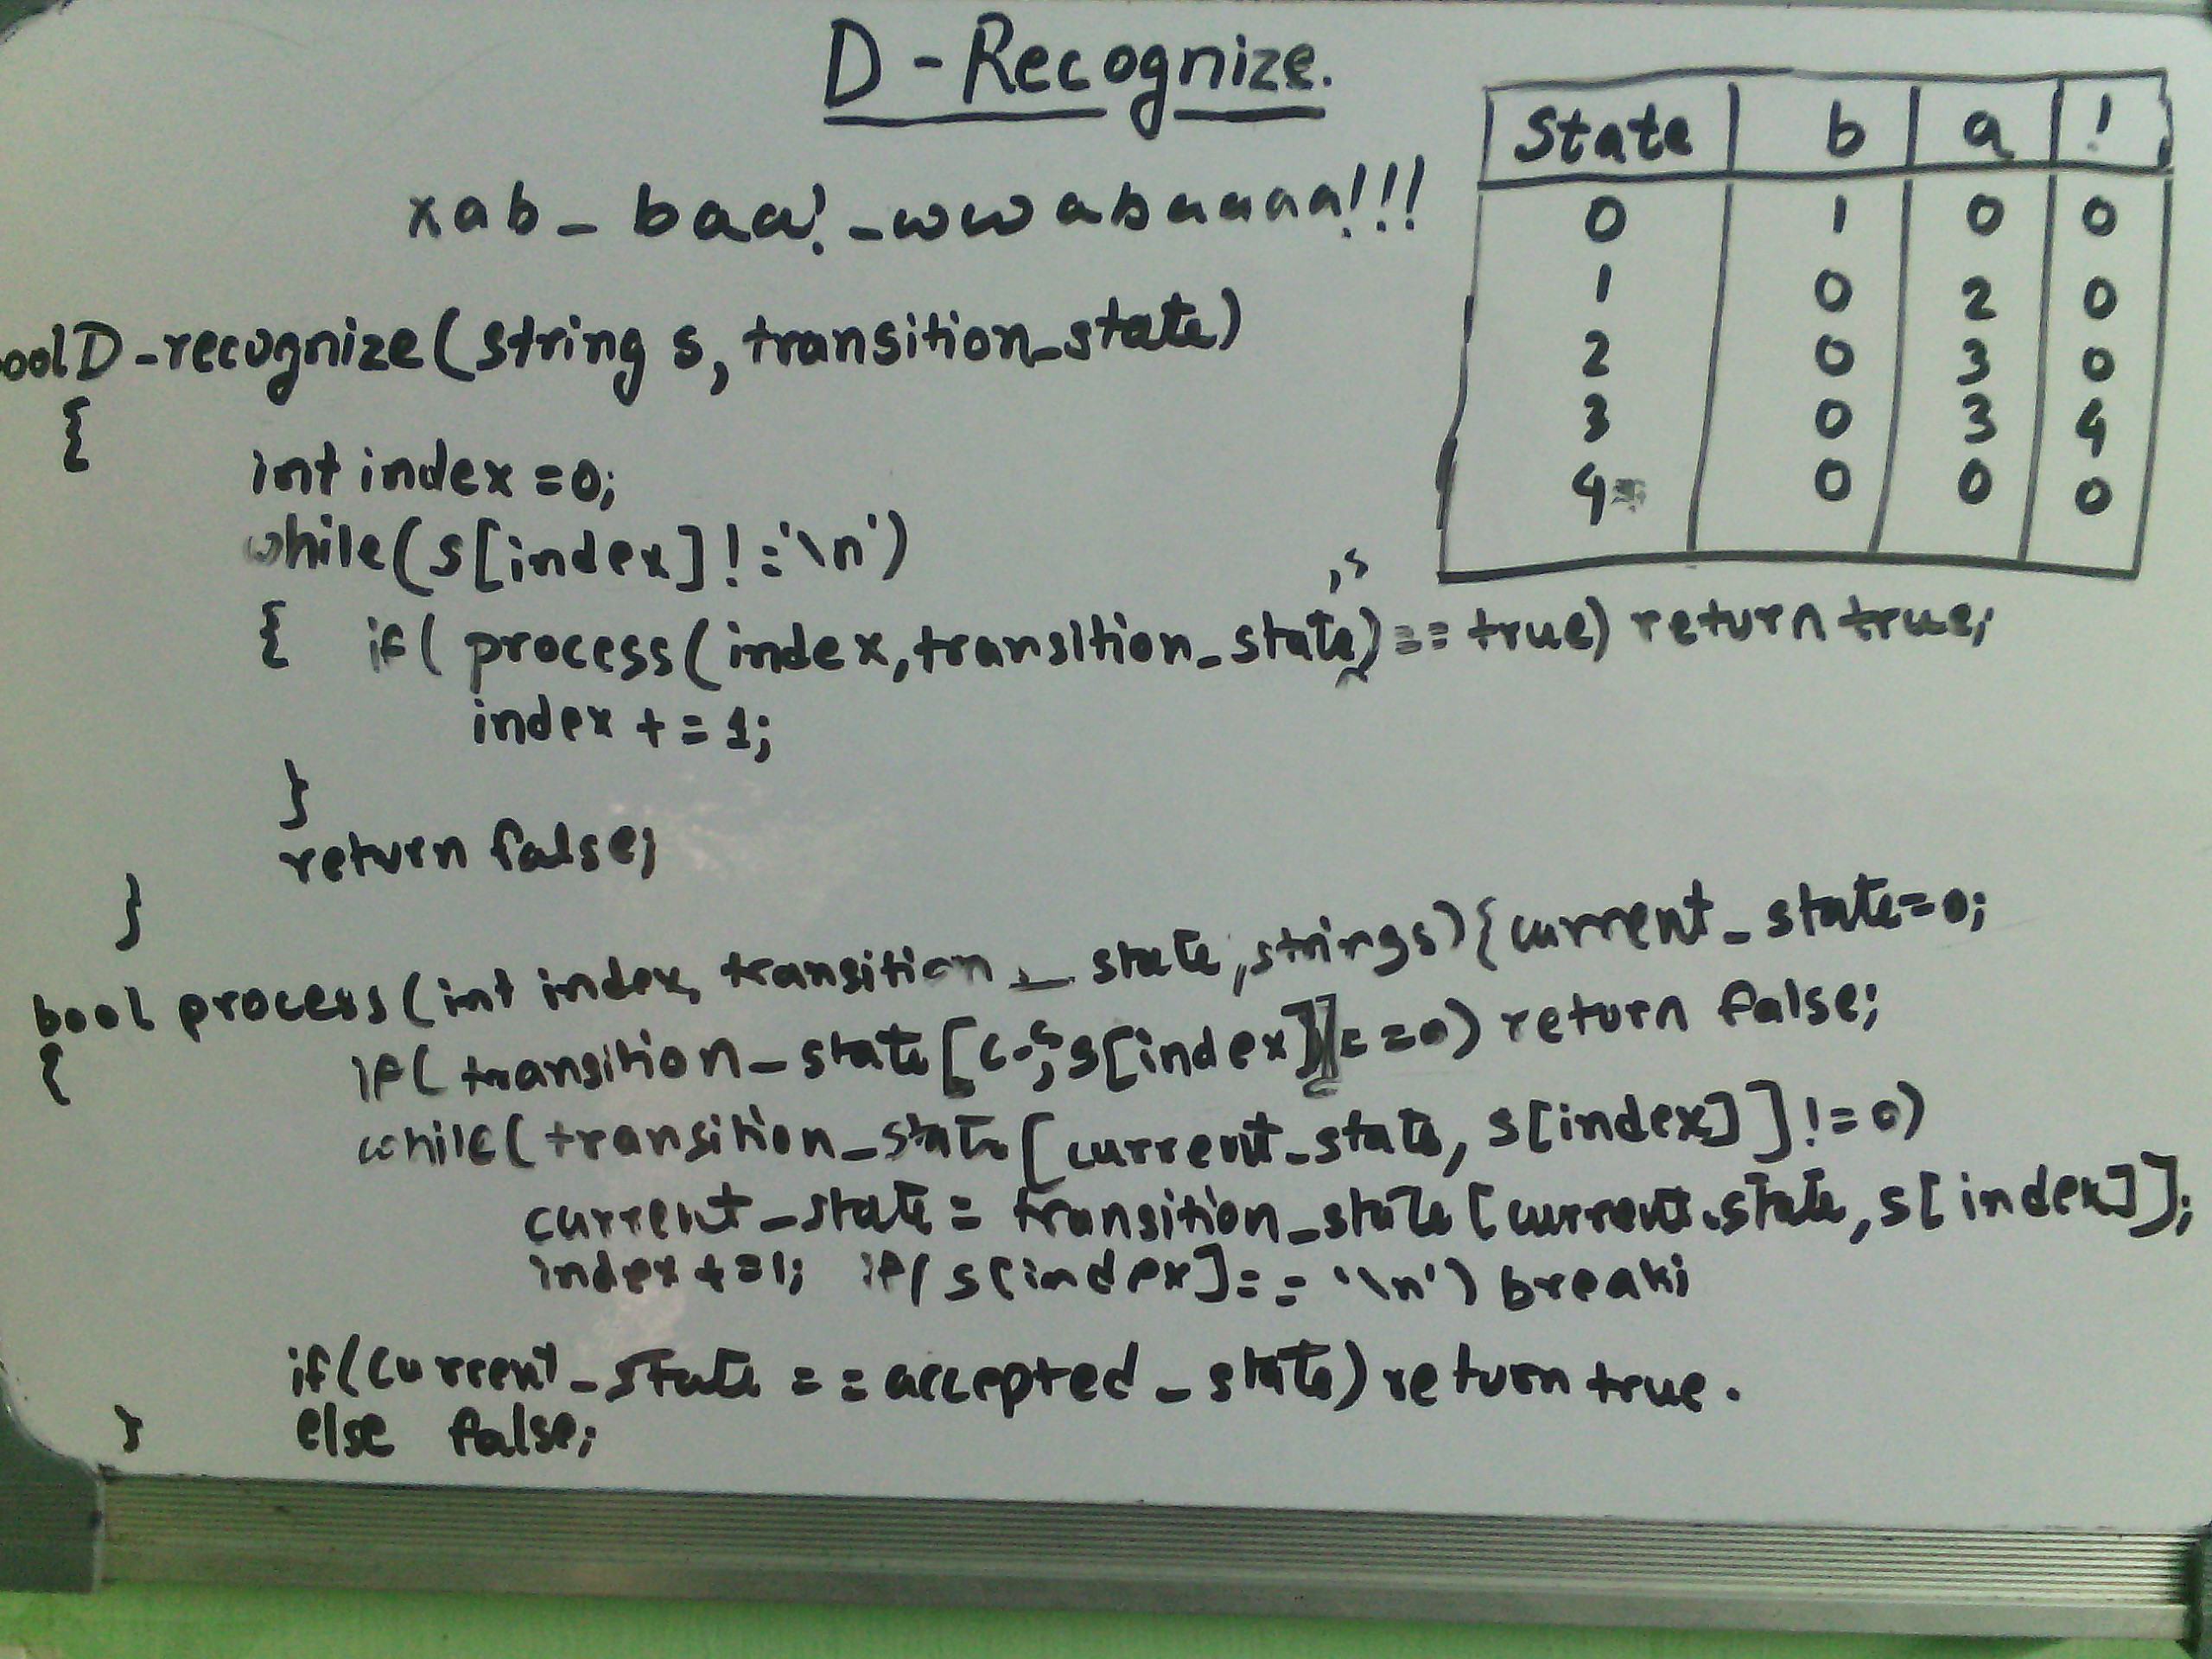 D-Recognize.
State b a !
0 1 0 0
1 0 2 0
2 0 3 0
3 0 3 4
4 0 0 0
xab_baa!_wwabaaaa!!!
oolD-recognize(string s, transition_state)
{
int index=0;
while(s[index]!='\n')
,s
{ if( process(index,transition_state)==true) return true;
index +=1;
}
return false;
}
bool process(int index, transition_state,string s){current_state=0;
{ if( transition_state[c-s,s[index]]==0) return false;
while(transition_state[current_state, s[index]]!=0)
current_state= transition_state[current_state,s[index]];
index+=1; if(s[index]=='\n') break;
if(current_state==accepted_state)return true.
} else false;